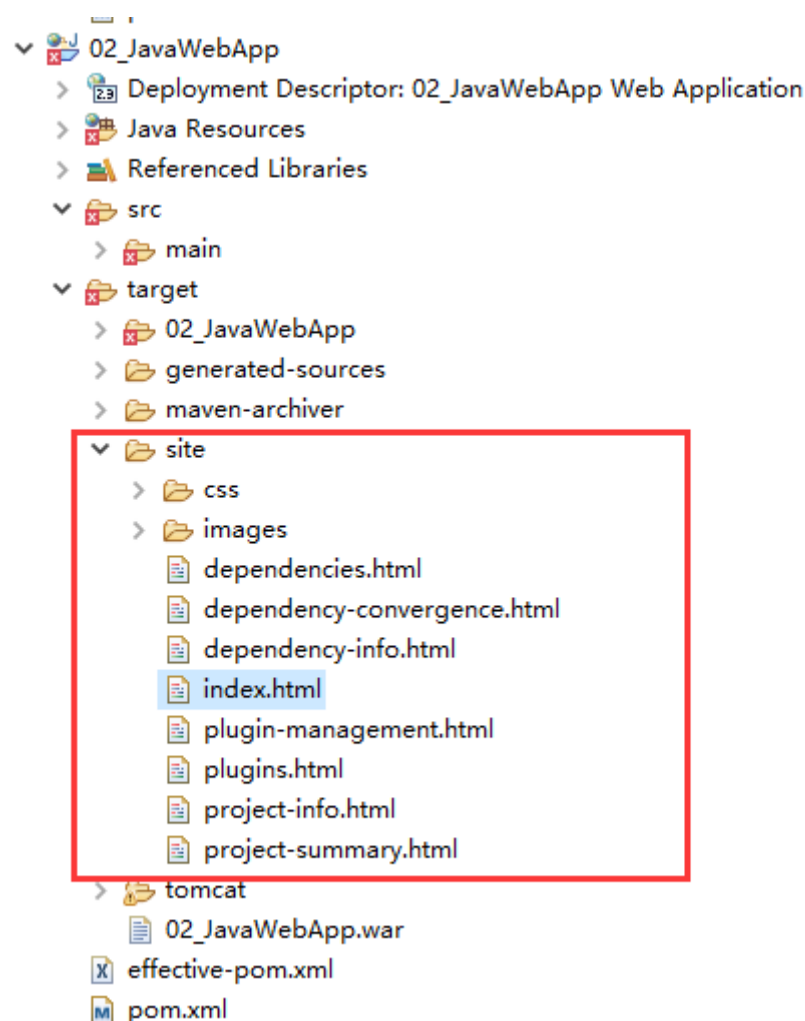 02_JavaWebApp
2.3 Deployment Descriptor: 02_JavaWebApp Web Application
Java Resources
Referenced Libraries
src
main
target
02_JavaWebApp
generated-sources
maven-archiver
site
css
images
dependencies.html
dependency-convergence.html
dependency-info.html
index.html
plugin-management.html
plugins.html
project-info.html
project-summary.html
tomcat
02_JavaWebApp.war
X effective-pom.xml
M pom.xml